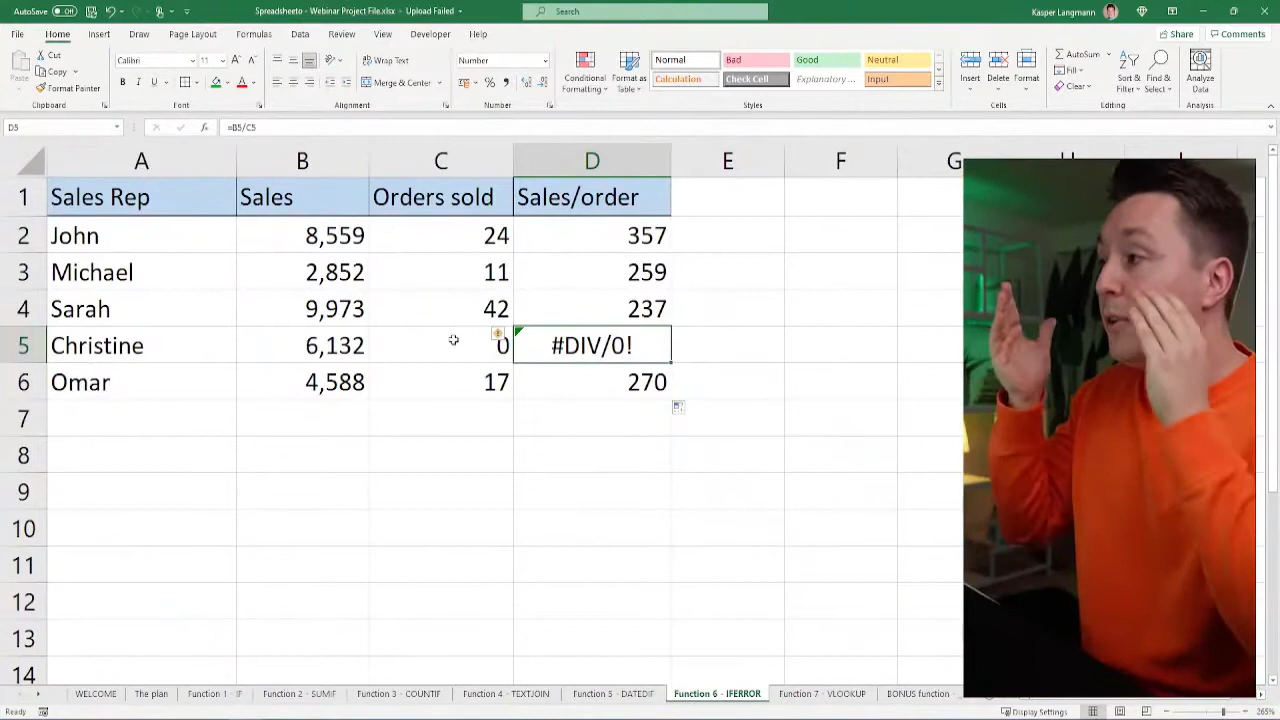 AutoSave Off Spreadsheeto - Webinar Project File.xlsx • Upload Failed Search Kasper Langmann
File Home Insert Draw Page Layout Formulas Data Review View Developer Help Share Comments
Paste Cut Copy Format Painter Clipboard
Calibri 11 Font
Wrap Text Merge & Center Alignment
Number Number
Conditional Formatting Format as Table Normal Bad Good Neutral Calculation Check Cell Explanatory ... Input Styles
Insert Delete Format Cells
AutoSum Fill Clear Sort & Filter Find & Select Editing
Analyze Data Analysis
D5 =B5/C5
A B C D E F G
1 Sales Rep Sales Orders sold Sales/order
2 John 8,559 24 357
3 Michael 2,852 11 259
4 Sarah 9,973 42 237
5 Christine 6,132 0 #DIV/0!
6 Omar 4,588 17 270
7
8
9
10
11
12
13
14
WELCOME The plan Function 1 - IF Function 2 - SUMIF Function 3 - COUNTIF Function 4 - TEXTJOIN Function 5 - DATEDIF Function 6 - IFERROR Function 7 - VLOOKUP BONUS function
Ready Display Settings 265%